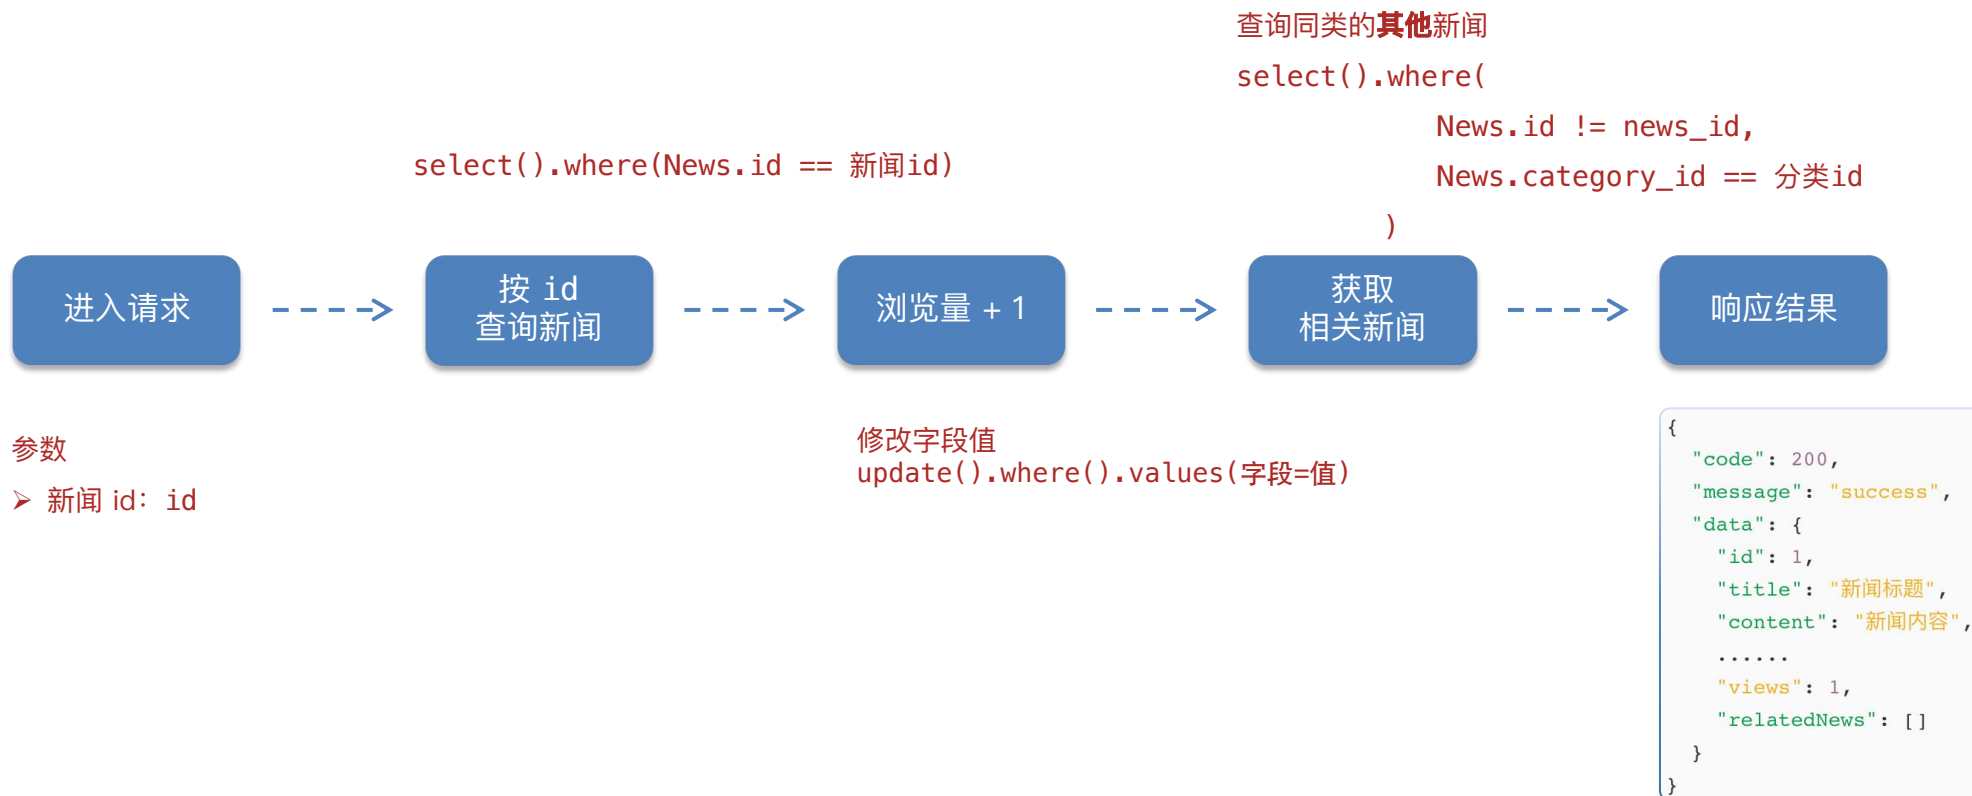 查询同类的其他新闻
select().where(
News.id != news_id,
News.category_id == 分类id
)
select().where(News.id == 新闻id)
进入请求
按 id
查询新闻
浏览量 + 1
获取
相关新闻
响应结果
参数
➢ 新闻 id：id
修改字段值
update().where().values(字段=值)
{
"code": 200,
"message": "success",
"data": {
"id": 1,
"title": "新闻标题",
"content": "新闻内容",
......
"views": 1,
"relatedNews": []
}
}